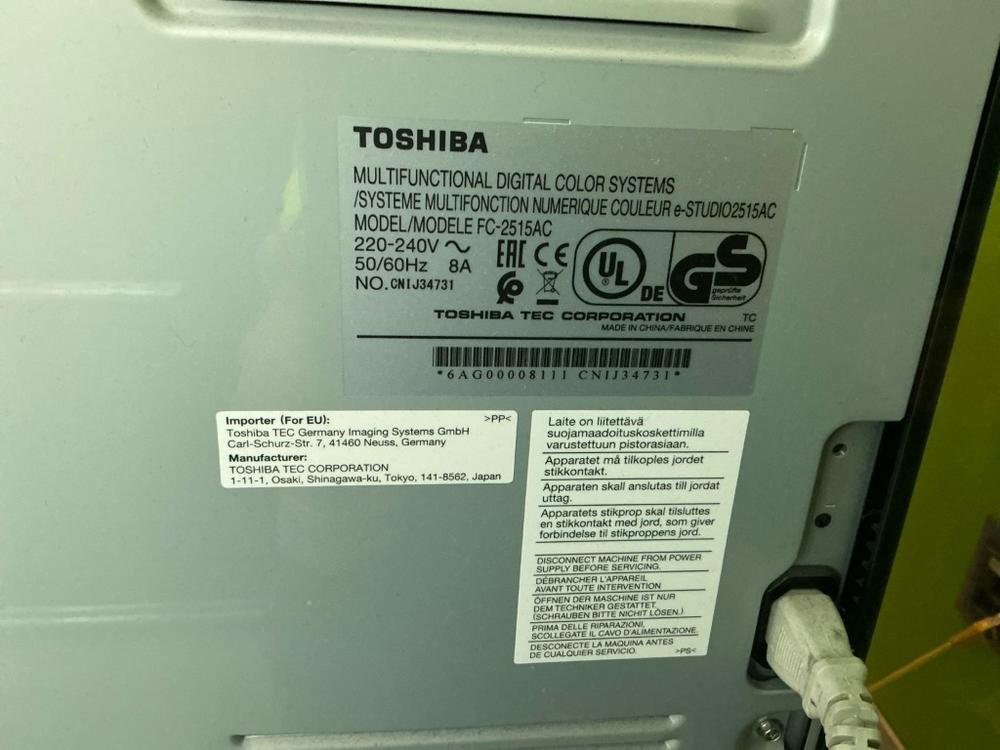 TOSHIBA
MULTIFUNCTIONAL DIGITAL COLOR SYSTEMS
/SYSTEME MULTIFONCTION NUMERIQUE COULEUR e-STUDIO2515AC
MODEL/MODELE FC-2515AC
220-240V ~
50/60Hz 8A
NO. CNIJ34731
EAC CE
UL
DE
GS
geprüfte
Sicherheit
TOSHIBA TEC CORPORATION TC
MADE IN CHINA/FABRIQUE EN CHINE
*6AG00008111 CNIJ34731*
Importer (For EU): >PP<
Toshiba TEC Germany Imaging Systems GmbH
Carl-Schurz-Str. 7, 41460 Neuss, Germany
Manufacturer:
TOSHIBA TEC CORPORATION
1-11-1, Osaki, Shinagawa-ku, Tokyo, 141-8562, Japan
Laite on liitettävä
suojamaadoituskoskettimilla
varustettuun pistorasiaan.
Apparatet må tilkoples jordet
stikkontakt.
Apparaten skall anslutas till jordat
uttag.
Apparatets stikprop skal tilsluttes
en stikkontakt med jord, som giver
forbindelse til stikproppens jord.
DISCONNECT MACHINE FROM POWER
SUPPLY BEFORE SERVICING.
DÉBRANCHER L'APPAREIL
AVANT TOUTE INTERVENTION
ÖFFNEN DER MASCHINE IST NUR
DEM TECHNIKER GESTATTET.
(SCHRAUBEN BITTE NICHIT LÖSEN.)
PRIMA DELLE RIPARAZIONI,
SCOLLEGATE IL CAVO D'ALIMENTAZIONE.
DESCONECTE LA MAQUINA ANTES
DE CUALQUIER SERVICIO. >PS<